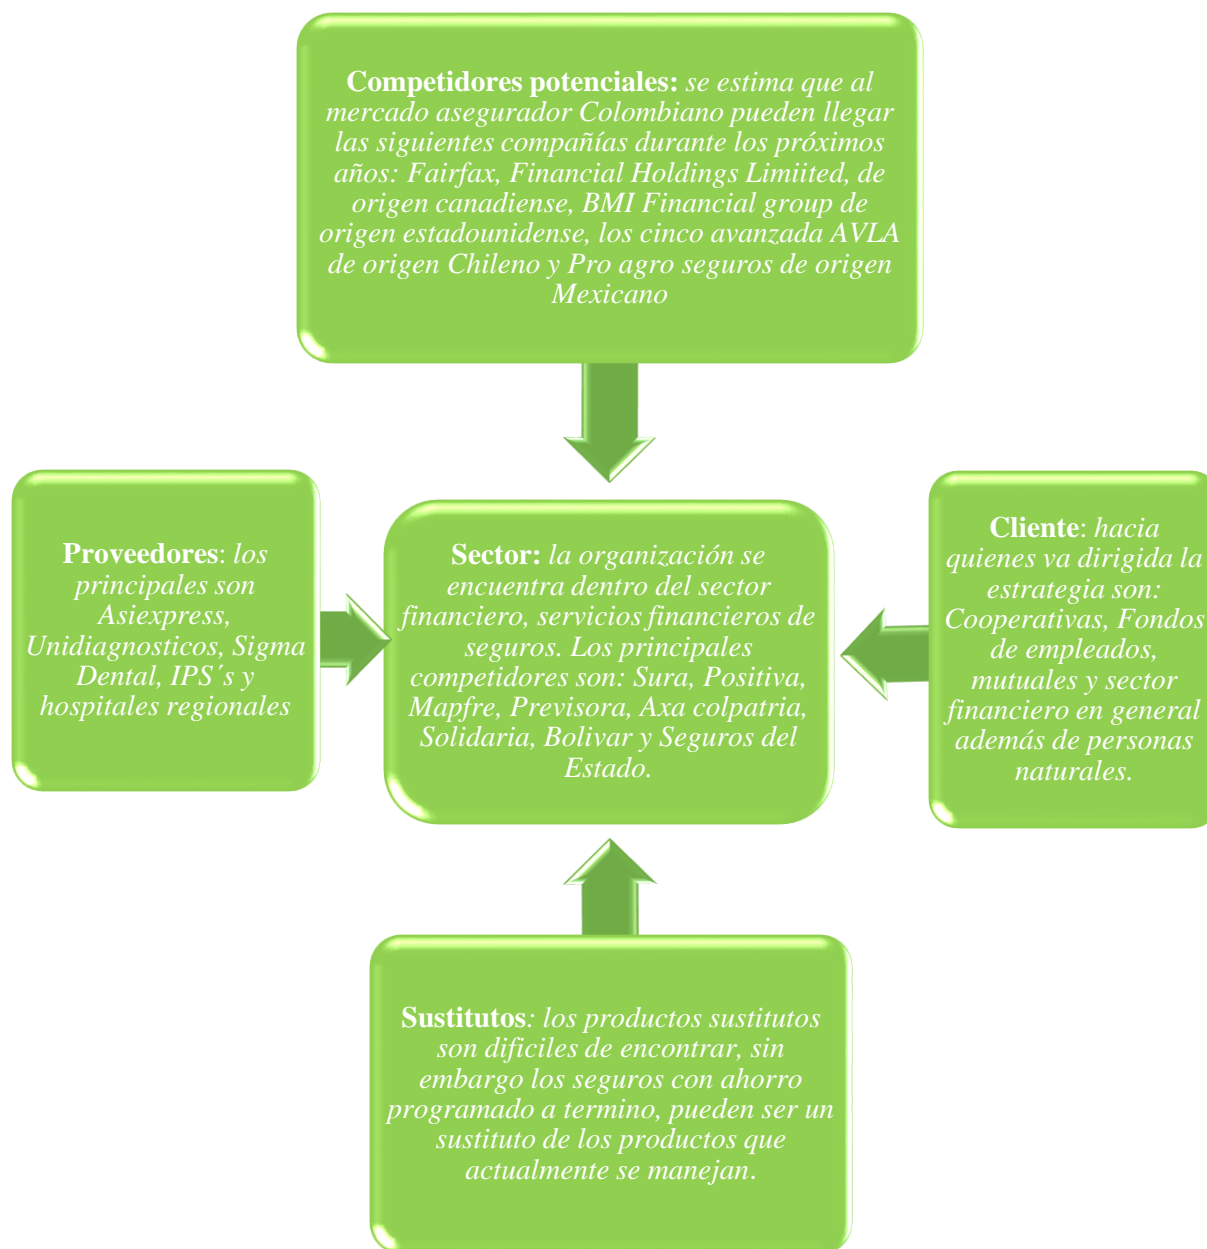 Competidores potenciales: se estima que al
mercado asegurador Colombiano pueden llegar
las siguientes compañías durante los próximos
años: Fairfax, Financial Holdings Limiited, de
origen canadiense, BMI Financial group de
origen estadounidense, los cinco avanzada AVLA
de origen Chileno y Pro agro seguros de origen
Mexicano
Proveedores: los
principales son
Asiexpress,
Unidiagnosticos, Sigma
Dental, IPS´s y
hospitales regionales
Sector: la organización se
encuentra dentro del sector
financiero, servicios financieros de
seguros. Los principales
competidores son: Sura, Positiva,
Mapfre, Previsora, Axa colpatria,
Solidaria, Bolivar y Seguros del
Estado.
Cliente: hacia
quienes va dirigida la
estrategia son:
Cooperativas, Fondos
de empleados,
mutuales y sector
financiero en general
además de personas
naturales.
Sustitutos: los productos sustitutos
son dificiles de encontrar, sin
embargo los seguros con ahorro
programado a termino, pueden ser un
sustituto de los productos que
actualmente se manejan.